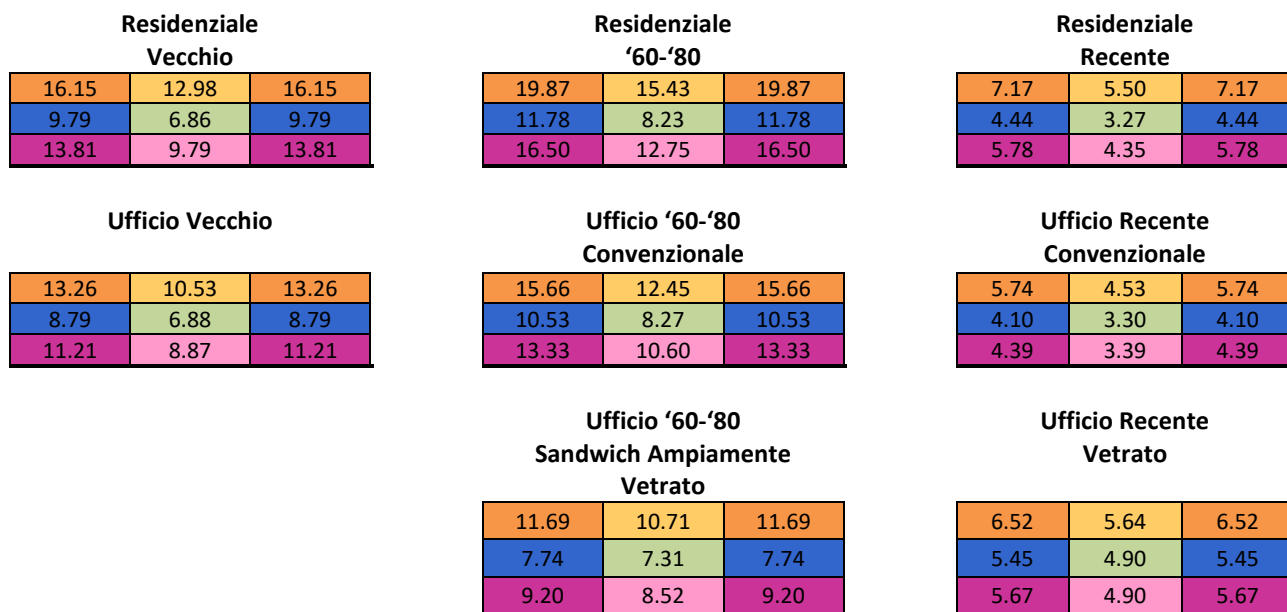 Residenziale
Vecchio
16.15 12.98 16.15
9.79 6.86 9.79
13.81 9.79 13.81
Residenziale
‘60-‘80
19.87 15.43 19.87
11.78 8.23 11.78
16.50 12.75 16.50
Residenziale
Recente
7.17 5.50 7.17
4.44 3.27 4.44
5.78 4.35 5.78
Ufficio Vecchio
13.26 10.53 13.26
8.79 6.88 8.79
11.21 8.87 11.21
Ufficio ‘60-‘80
Convenzionale
15.66 12.45 15.66
10.53 8.27 10.53
13.33 10.60 13.33
Ufficio Recente
Convenzionale
5.74 4.53 5.74
4.10 3.30 4.10
4.39 3.39 4.39
Ufficio ‘60-‘80
Sandwich Ampiamente
Vetrato
11.69 10.71 11.69
7.74 7.31 7.74
9.20 8.52 9.20
Ufficio Recente
Vetrato
6.52 5.64 6.52
5.45 4.90 5.45
5.67 4.90 5.67